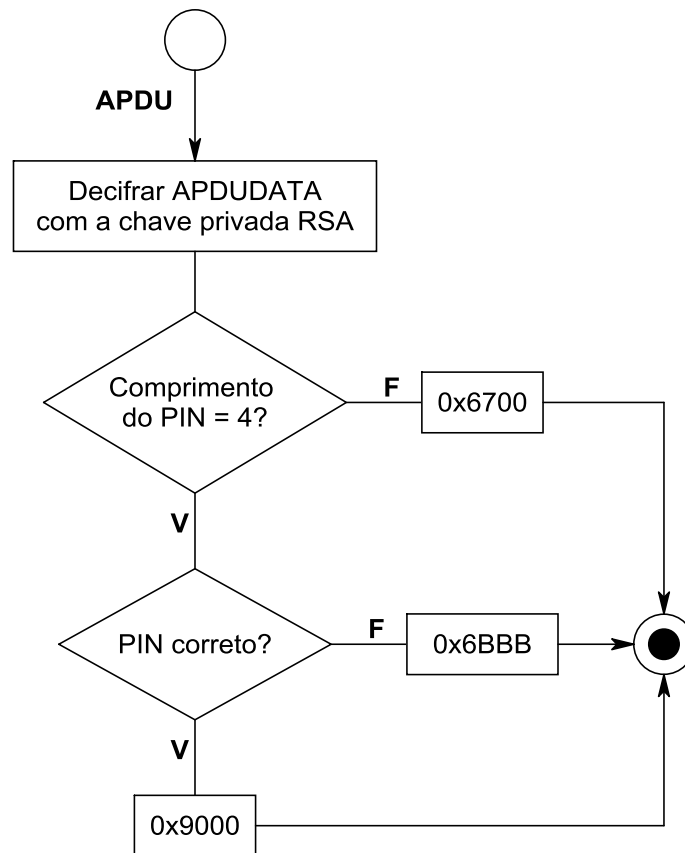 APDU
Decifrar APDUDATA
com a chave privada RSA
Comprimento
do PIN = 4?
F
0x6700
V
PIN correto?
F
0x6BBB
V
0x9000